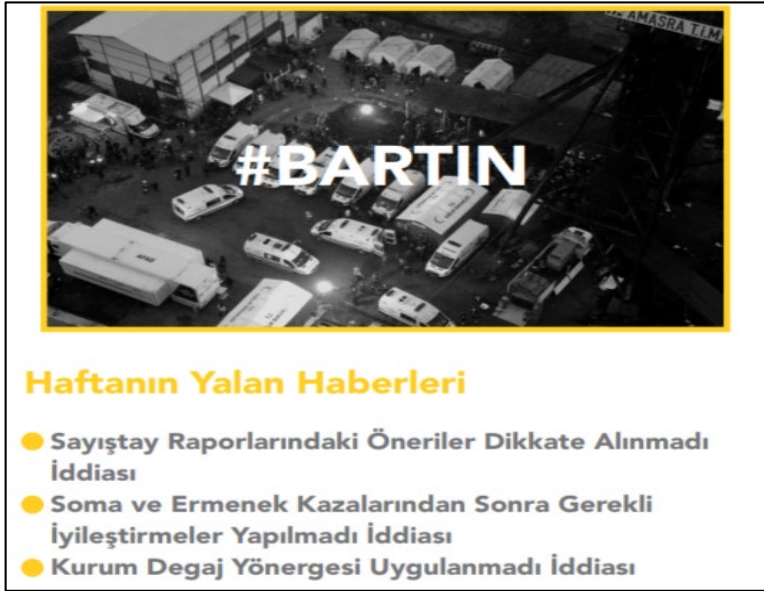 AMASRA T.İ.M.
#BARTIN
Haftanın Yalan Haberleri
Sayıştay Raporlarındaki Öneriler Dikkate Alınmadı
İddiası
Soma ve Ermenek Kazalarından Sonra Gerekli
İyileştirmeler Yapılmadı İddiası
Kurum Degaj Yönergesi Uygulanmadı İddiası